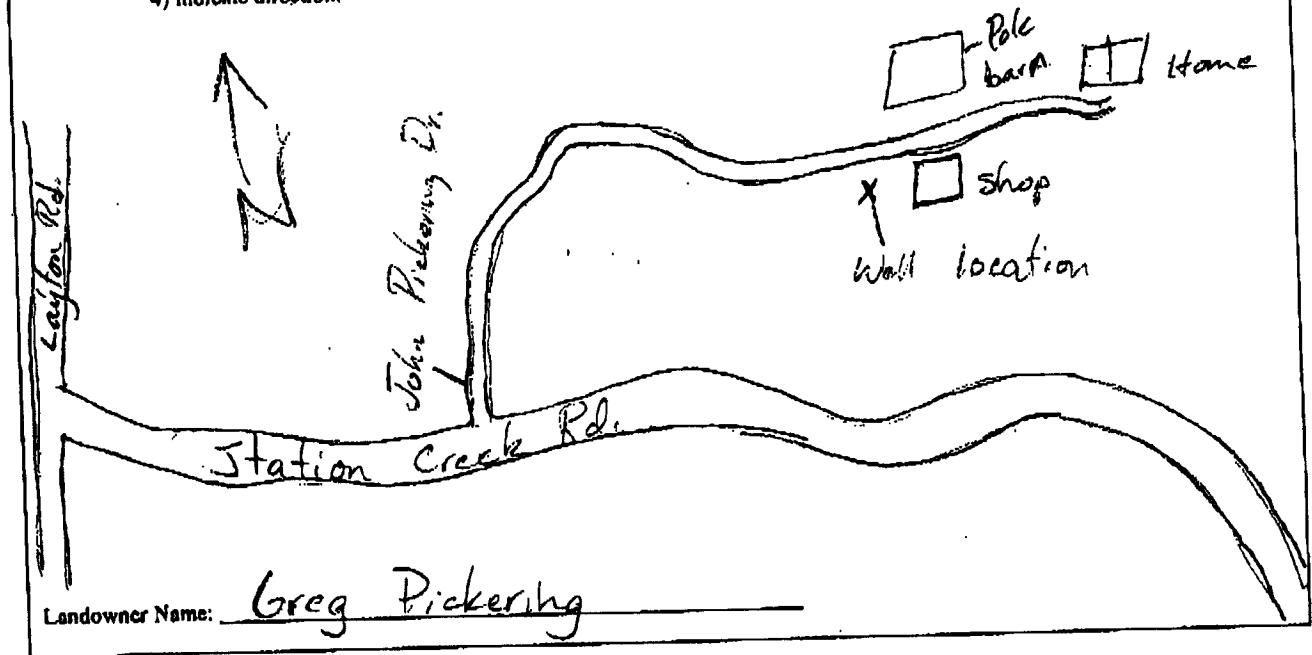 4) Indicate direction.
Pole
barn
Home
John Pickering Dr.
Layton Rd.
N
x
Shop
Well location
Station Creek Rd.
Landowner Name: Greg Pickering